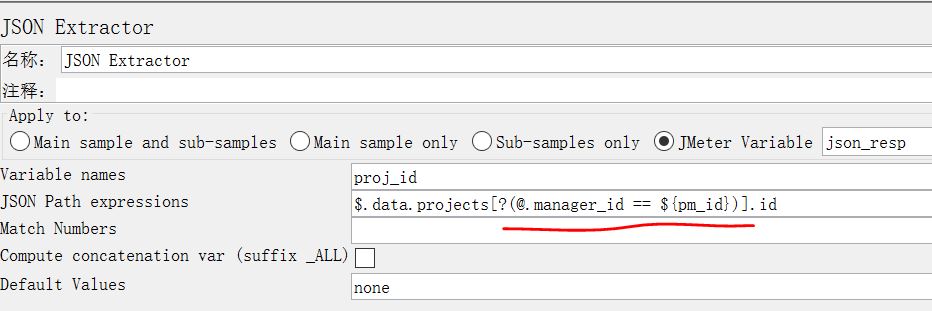 JSON Extractor
名称： JSON Extractor
注释：
Apply to:
Main sample and sub-samples Main sample only Sub-samples only JMeter Variable json_resp
Variable names proj_id
JSON Path expressions $.data.projects[?(@.manager_id == ${pm_id})].id
Match Numbers
Compute concatenation var (suffix _ALL)
Default Values none